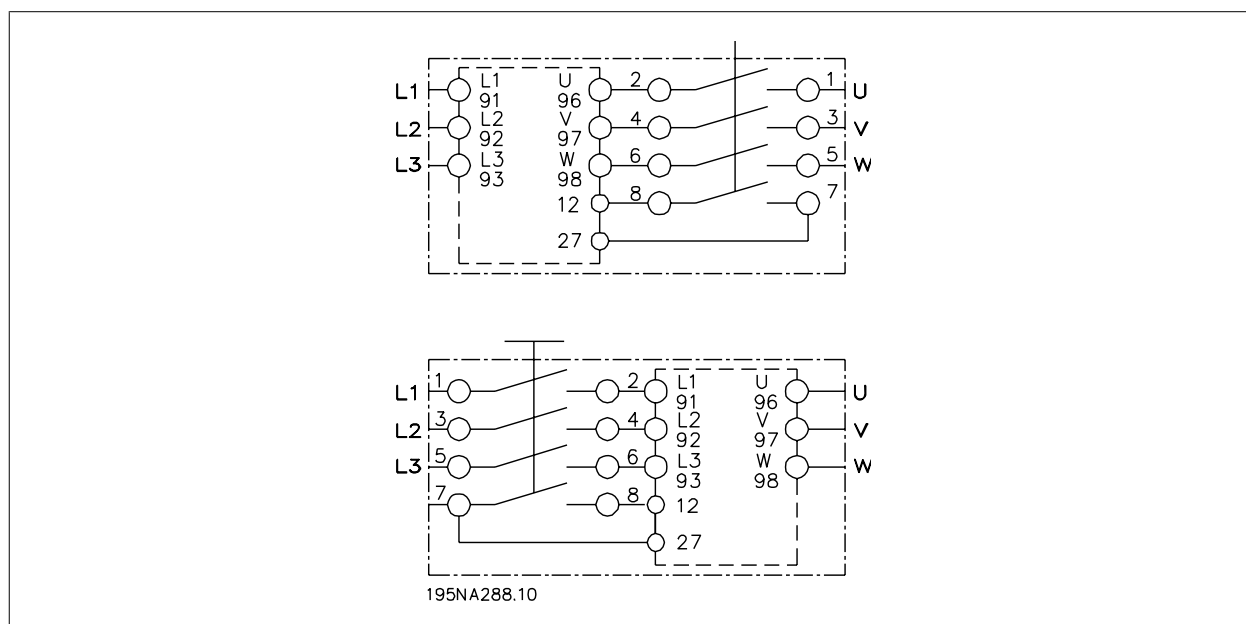 L1 L1 U 2 1 U
91 96
L2 L2 V 4 3 V
92 97
L3 L3 W 6 5 W
93 98
12 8 7
27
L1 1 2 L1 U U
91 96
L2 3 4 L2 V V
92 97
L3 5 6 L3 W W
93 98
7 8 12
27
195NA288.10